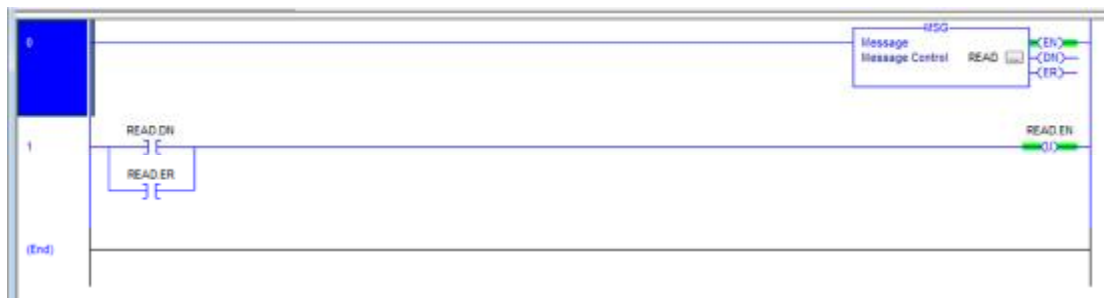 MSG
0
Message
(EN)
Message Control READ ...
(DN)
(ER)
READ.DN
READ.EN
1
(U)
READ.ER
(End)